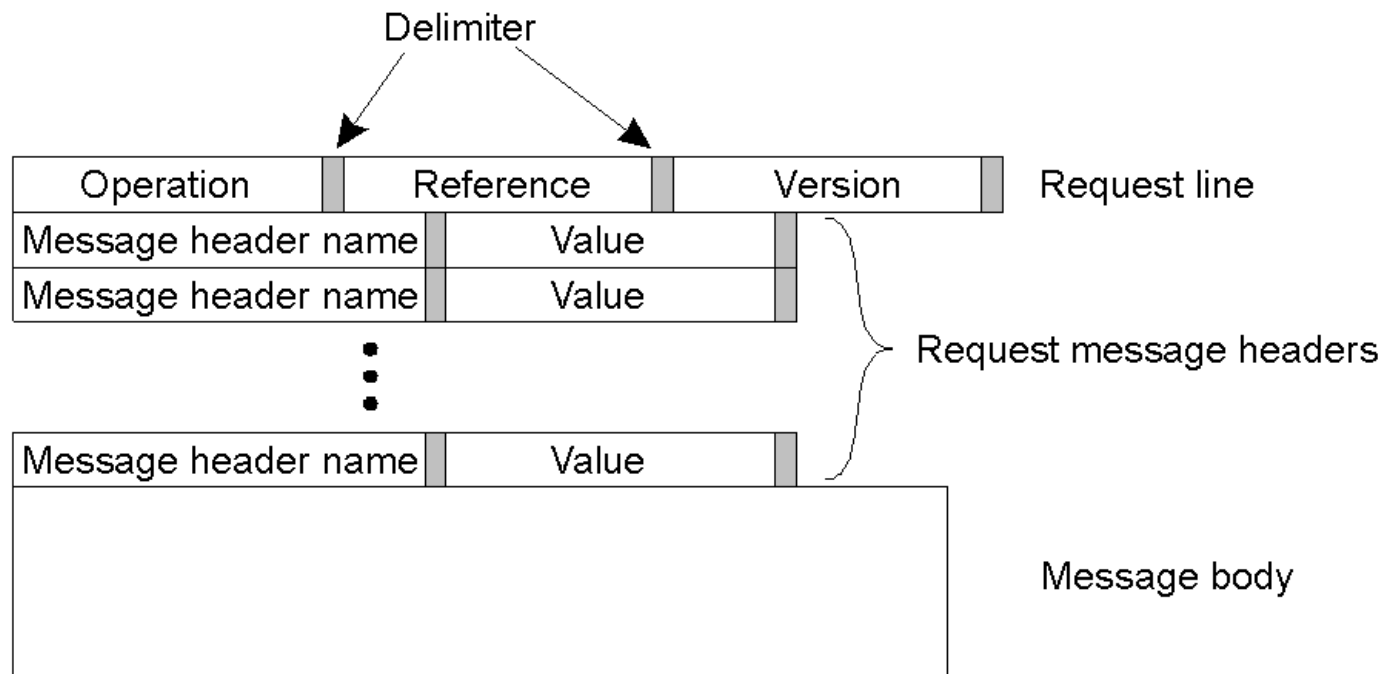 Delimiter
Operation Reference Version Request line
Message header name Value
Message header name Value
Request message headers
Message header name Value
Message body